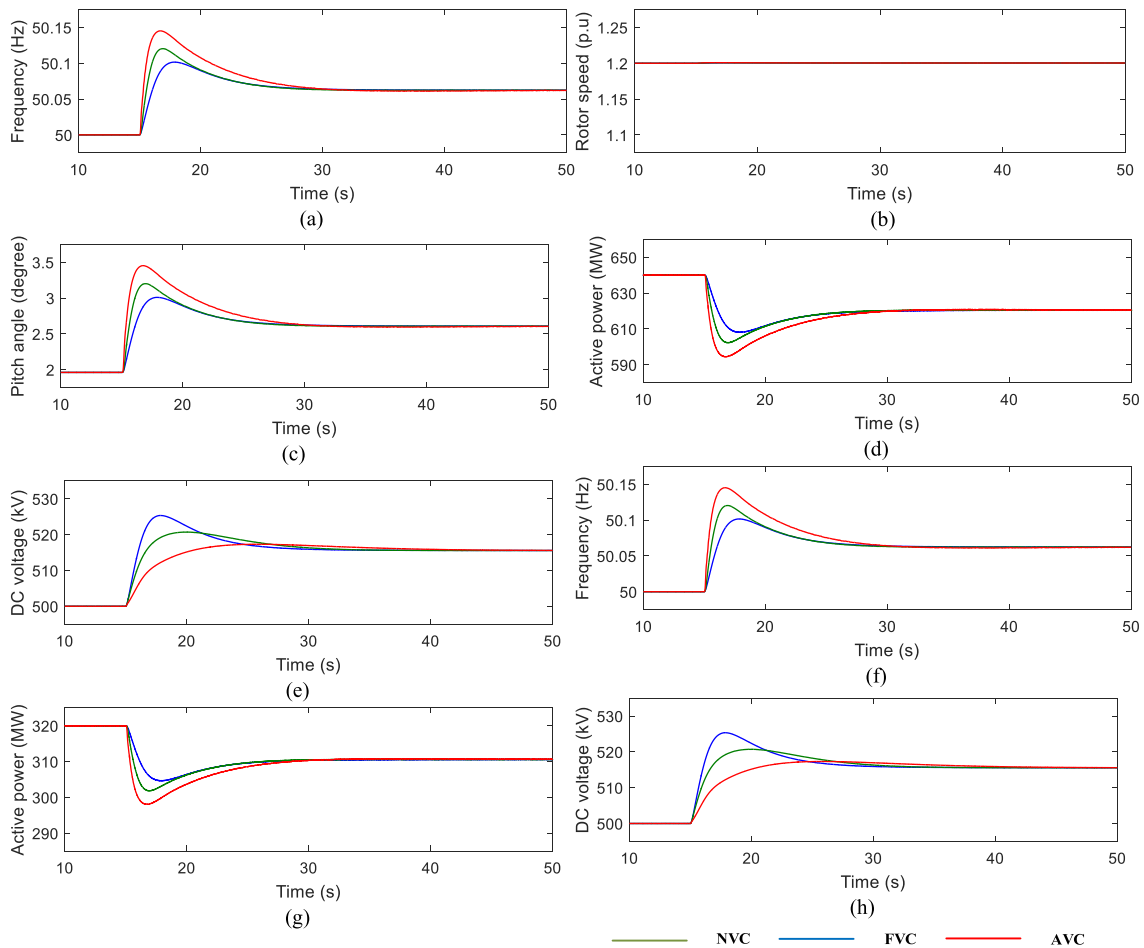 Frequency (Hz)
50.15
50.1
50.05
50
10 20 30 40 50
Time (s)
(a)
Rotor speed (p.u)
1.25
1.2
1.15
1.1
10 20 30 40 50
Time (s)
(b)
Pitch angle (degree)
3.5
3
2.5
2
10 20 30 40 50
Time (s)
(c)
Active power (MW)
650
630
610
590
10 20 30 40 50
Time (s)
(d)
DC voltage (kV)
530
520
510
500
10 20 30 40 50
Time (s)
(e)
Frequency (Hz)
50.15
50.1
50.05
50
10 20 30 40 50
Time (s)
(f)
Active power (MW)
320
310
300
290
10 20 30 40 50
Time (s)
(g)
DC voltage (kV)
530
520
510
500
10 20 30 40 50
Time (s)
(h)
NVC FVC AVC